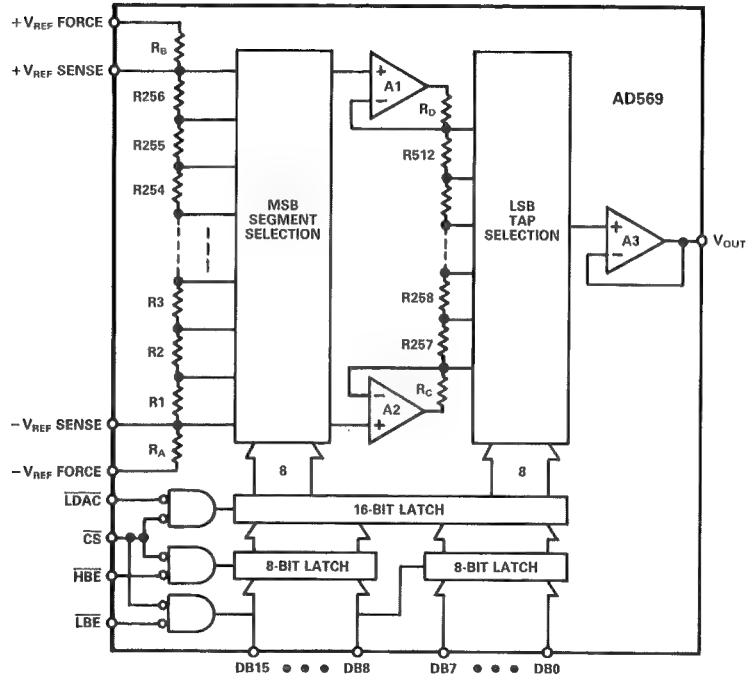 +VREF FORCE
RB
+VREF SENSE
R256
R255
R254
R3
R2
R1
−VREF SENSE
RA
−VREF FORCE
MSB
SEGMENT
SELECTION
+
−
A1
RD
R512
R258
R257
RC
−
+
A2
LSB
TAP
SELECTION
AD569
+
−
A3
VOUT
8
8
LDAC
CS
HBE
LBE
16-BIT LATCH
8-BIT LATCH
8-BIT LATCH
DB15 ● ● ● DB8
DB7 ● ● ● DB0